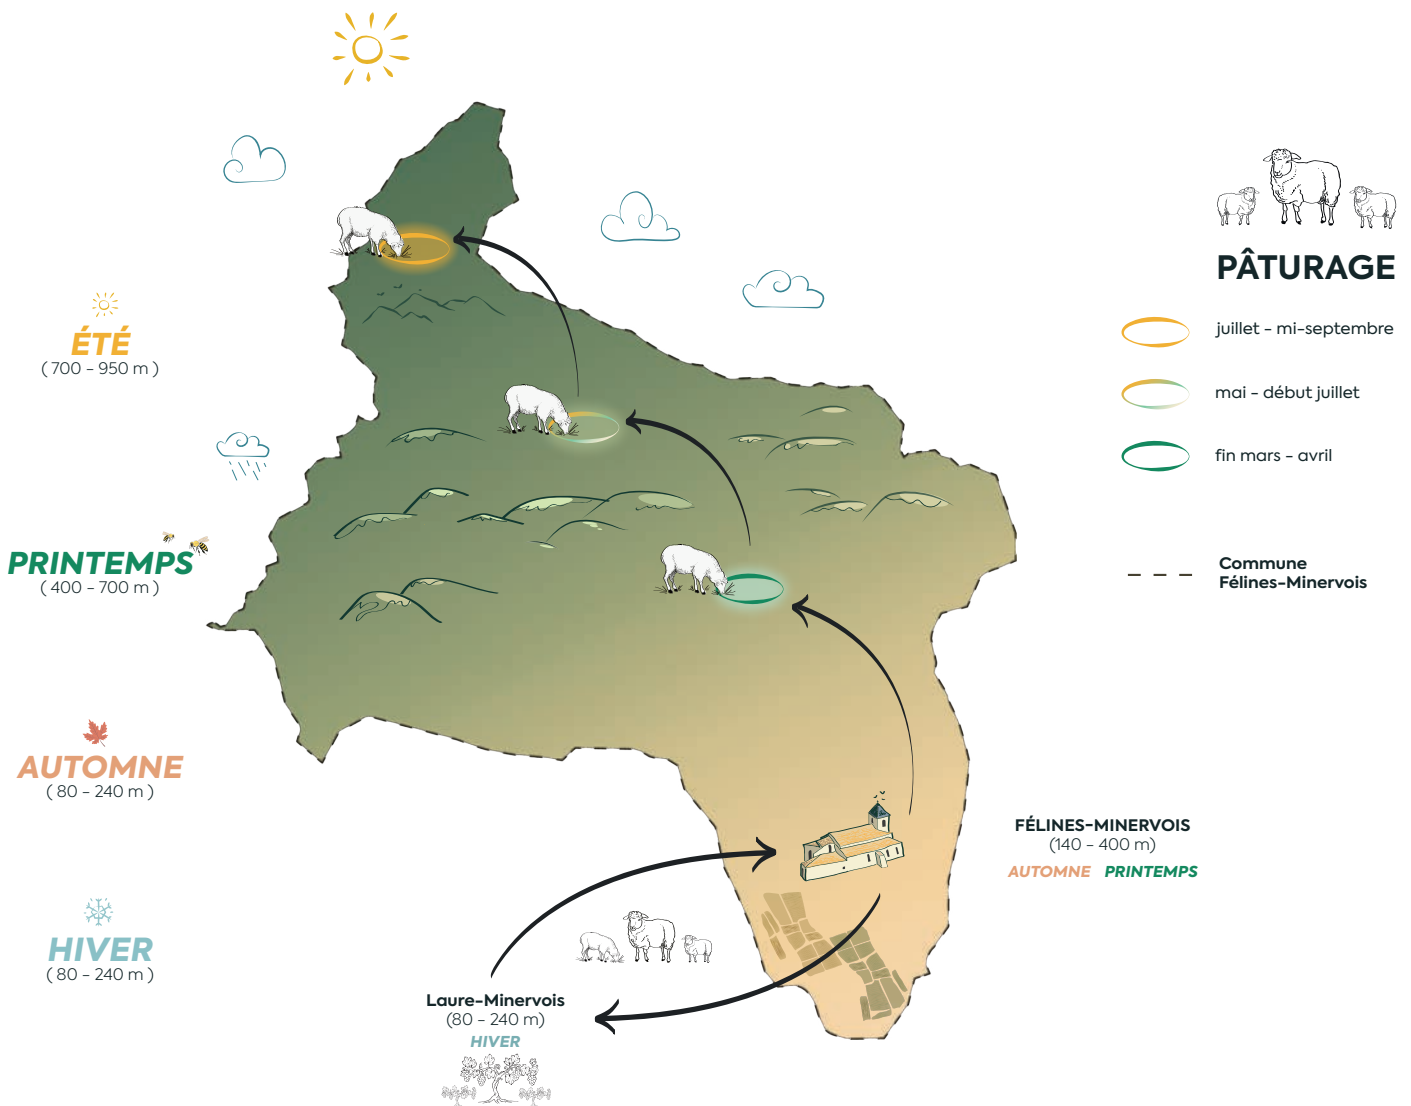 ÉTÉ
( 700 - 950 m )
PRINTEMPS
( 400 - 700 m )
AUTOMNE
( 80 - 240 m )
HIVER
( 80 - 240 m )
PÂTURAGE
juillet - mi-septembre
mai - début juillet
fin mars - avril
Commune
Félines-Minervois
FÉLINES-MINERVOIS
(140 - 400 m)
AUTOMNE PRINTEMPS
Laure-Minervois
(80 - 240 m)
HIVER